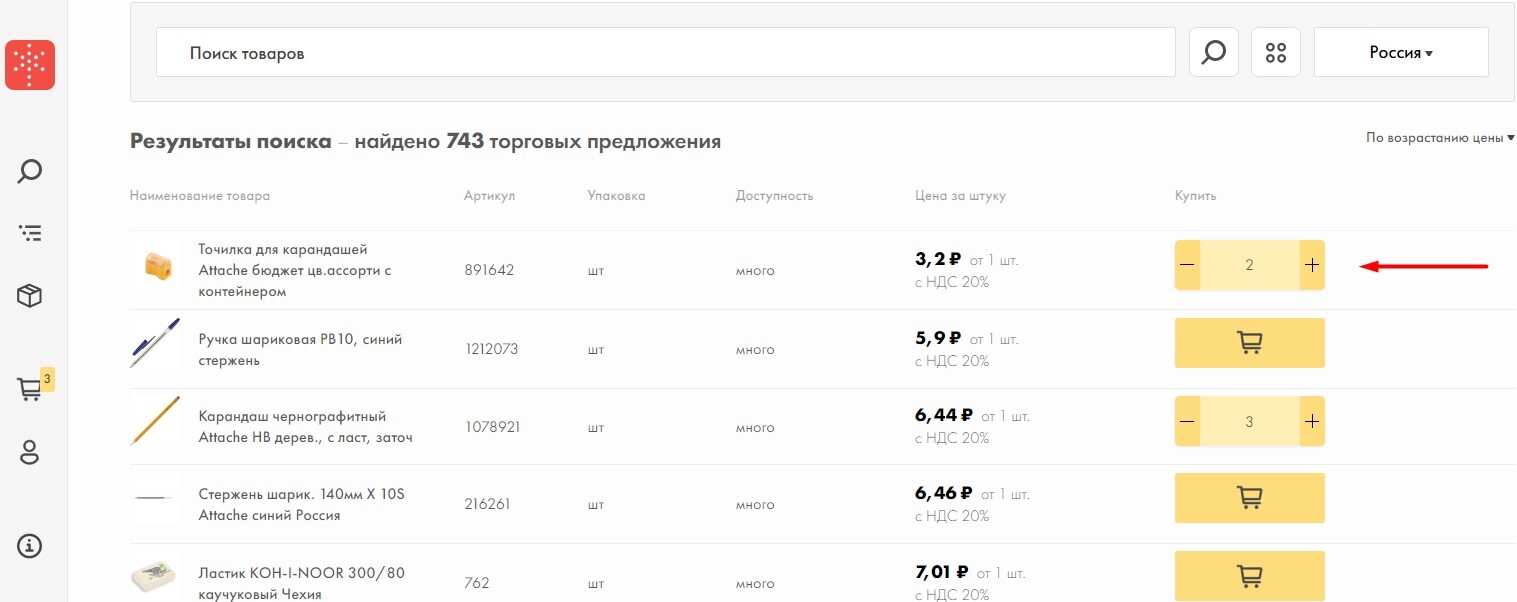 Поиск товаров
Россия
Результаты поиска – найдено 743 торговых предложения
По возрастанию цены
Наименование товара Артикул Упаковка Доступность Цена за штуку Купить
Точилка для карандашей
Attache бюджет цв.ассорти с
контейнером
891642
шт
много
3,2 ₽ от 1 шт.
с НДС 20%
2
Ручка шариковая РВ10, синий
стержень
1212073
шт
много
5,9 ₽ от 1 шт.
с НДС 20%
3
Карандаш чернографитный
Attache HB дерев., с ласт, заточ
1078921
шт
много
6,44 ₽ от 1 шт.
с НДС 20%
3
Стержень шарик. 140мм X 10S
Attache синий Россия
216261
шт
много
6,46 ₽ от 1 шт.
с НДС 20%
Ластик KOH-I-NOOR 300/80
каучуковый Чехия
762
шт
много
7,01 ₽ от 1 шт.
с НДС 20%